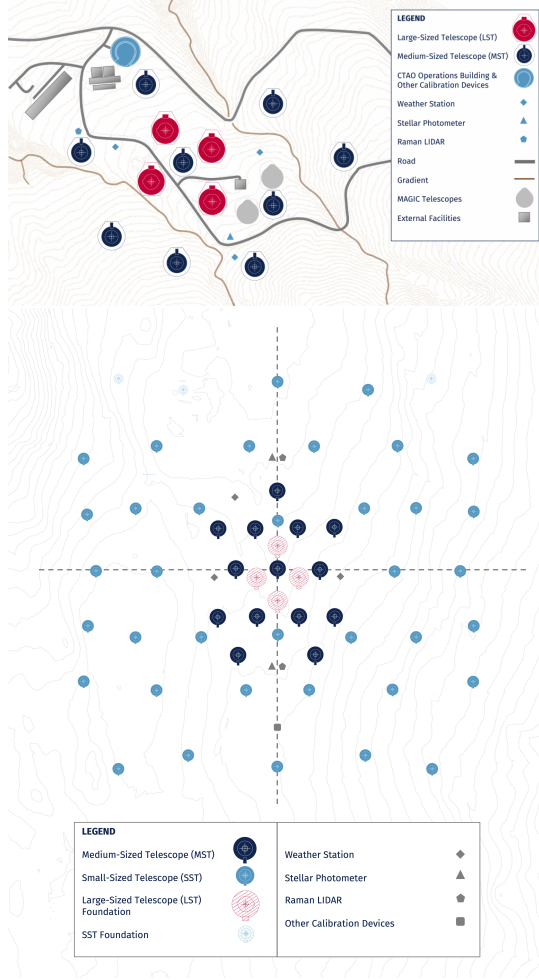 LEGEND
Large-Sized Telescope (LST)
Medium-Sized Telescope (MST)
CTAO Operations Building &
Other Calibration Devices
Weather Station
Stellar Photometer
Raman LIDAR
Road
Gradient
MAGIC Telescopes
External Facilities
LEGEND
Medium-Sized Telescope (MST)
Small-Sized Telescope (SST)
Large-Sized Telescope (LST)
Foundation
SST Foundation
Weather Station
Stellar Photometer
Raman LIDAR
Other Calibration Devices